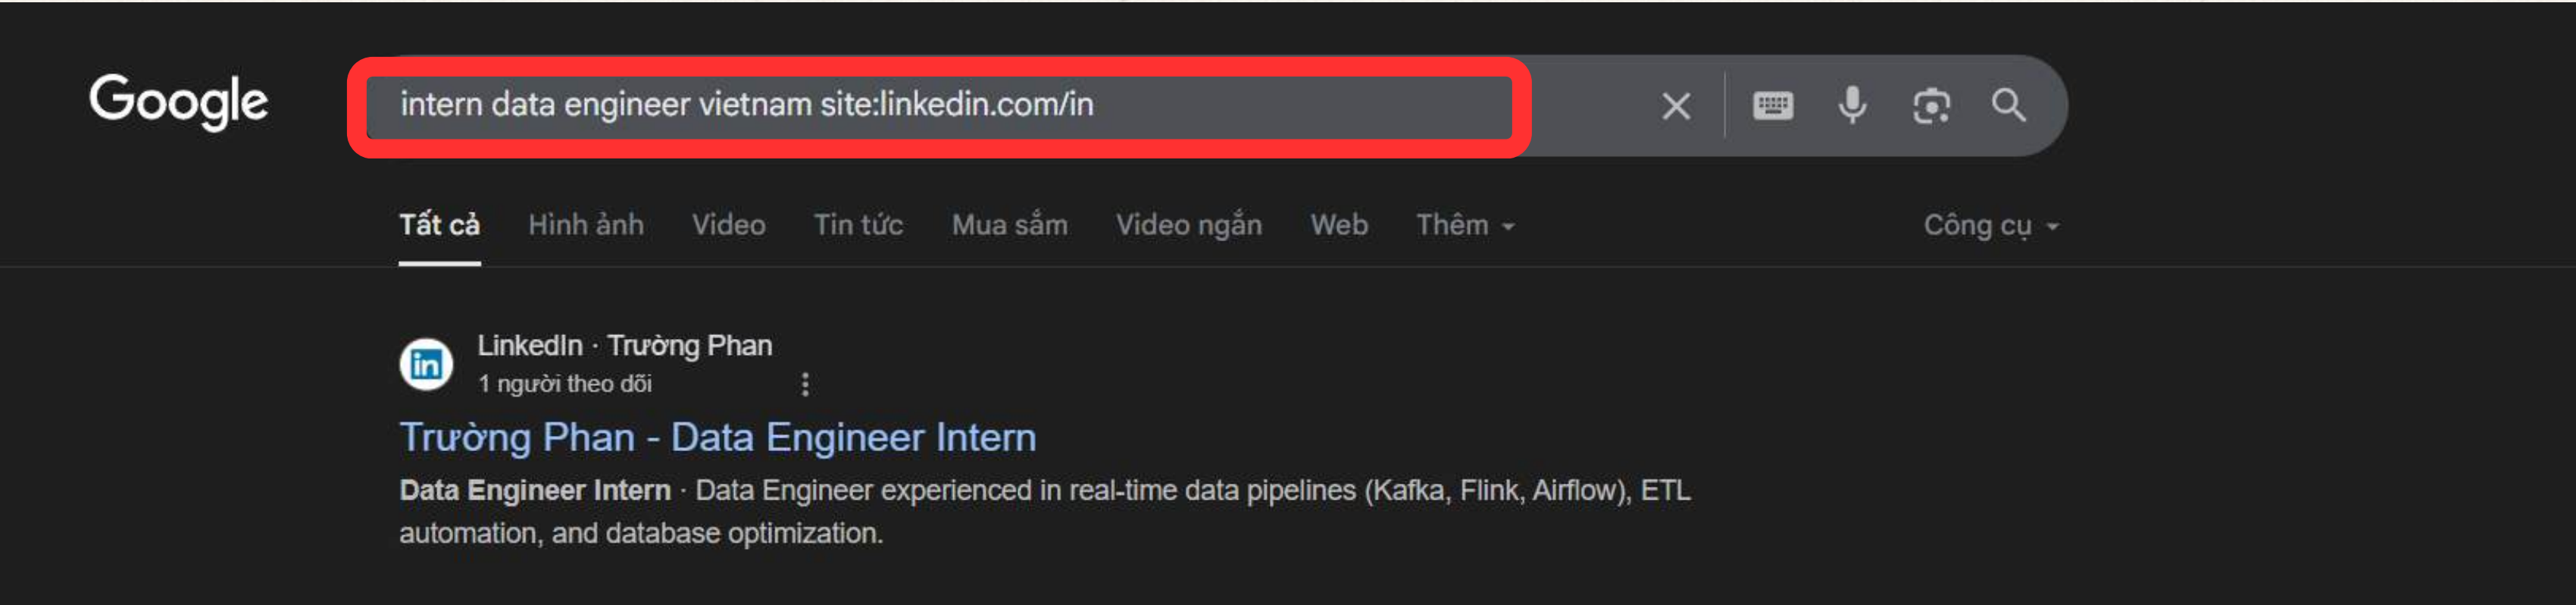 Google
intern data engineer vietnam site:linkedin.com/in
Tất cả Hình ảnh Video Tin tức Mua sắm Video ngắn Web Thêm Công cụ
in
LinkedIn · Trường Phan
1 người theo dõi
Trường Phan - Data Engineer Intern
Data Engineer Intern · Data Engineer experienced in real-time data pipelines (Kafka, Flink, Airflow), ETL
automation, and database optimization.